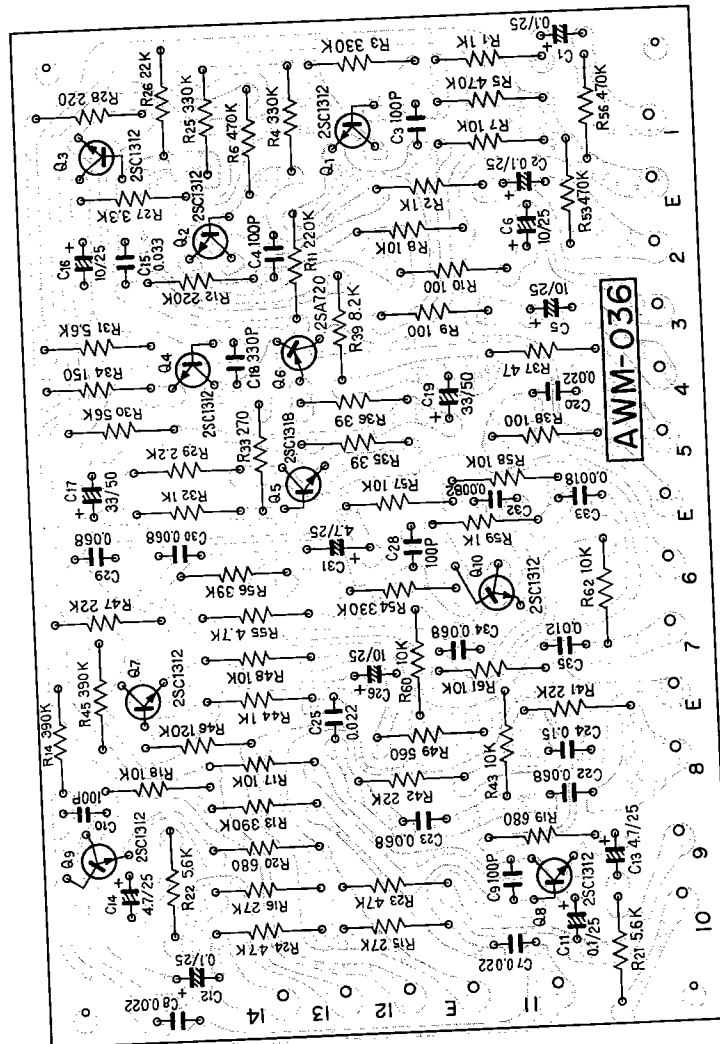 C1 0.1/25
R3 330K
R1 1K
R26 22K
R28 220
R25 330K
R4 330K
R5 470K
R56 470K
R6 470K
2SC1312
C3 100P
R7 10K
Q3
2SC1312
Q1
1
R27 3.3K
2SC1312
R2 1K
C2 0.1/25
R53 470K
E
C16
10/25
C15
0.033
Q2
C4 100P
R11 220K
R8 10K
C6
10/25
2
R12 220K
R10 100
2SA720
R39 8.2K
R9 100
C5
10/25
3
R31 5.6K
Q4
C18 330P
Q6
R37 47
AWM-036
R34 150
2SC1312
C19
33/50
C20
0.022
4
R30 56K
R33 270
R36 39
R38 100
R29 2.2K
2SC1318
R35 39
5
C17
33/50
R32 1K
Q5
R57 10K
R58 10K
0.0082
C32
0.0018
C33
E
C29
0.068
C30 0.068
C31
4.7/25
C28
100P
R59 1K
R56 39K
R54 330K
Q10
2SC1312
R62 10K
6
R47 22K
R55 4.7K
C34 0.068
0.012
C35
7
R48 10K
10/25
C26
R60
10K
R61 10K
Q7
2SC1312
R45 390K
R44 1K
C25
0.022
R41 22K
E
R14 390K
R46 120K
R49 560
R43
10K
C24 0.15
R18 10K
R17 10K
R42 22K
C22 0.068
8
100P
C10
R13 390K
C23 0.068
R19 680
Q9
2SC1312
R20 680
C9 100P
C13 4.7/25
9
C14
4.7/25
R22 5.6K
R16 27K
R23 47K
Q8
2SC1312
R24 47K
R15 27K
C7 0.022
C11
0.1/25
R21 5.6K
10
0.1/25
C12
C8 0.022
14
13
12
E
11